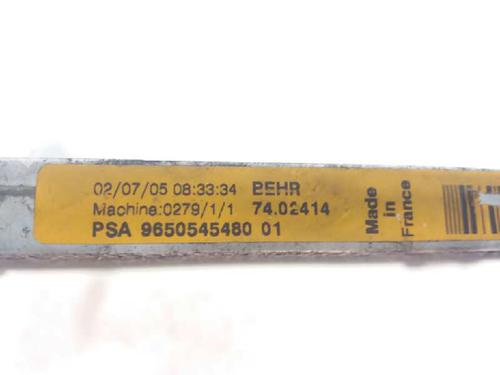 02/07/05 08:33:34 BEHR
Machine:0279/1/1 74.02414
PSA 9650545480 01
Made
in
France